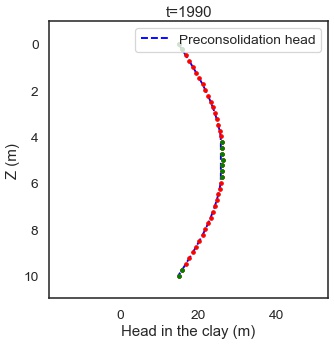 t=1990
Preconsolidation head
0
2
4
6
8
10
Z (m)
0 20 40
Head in the clay (m)